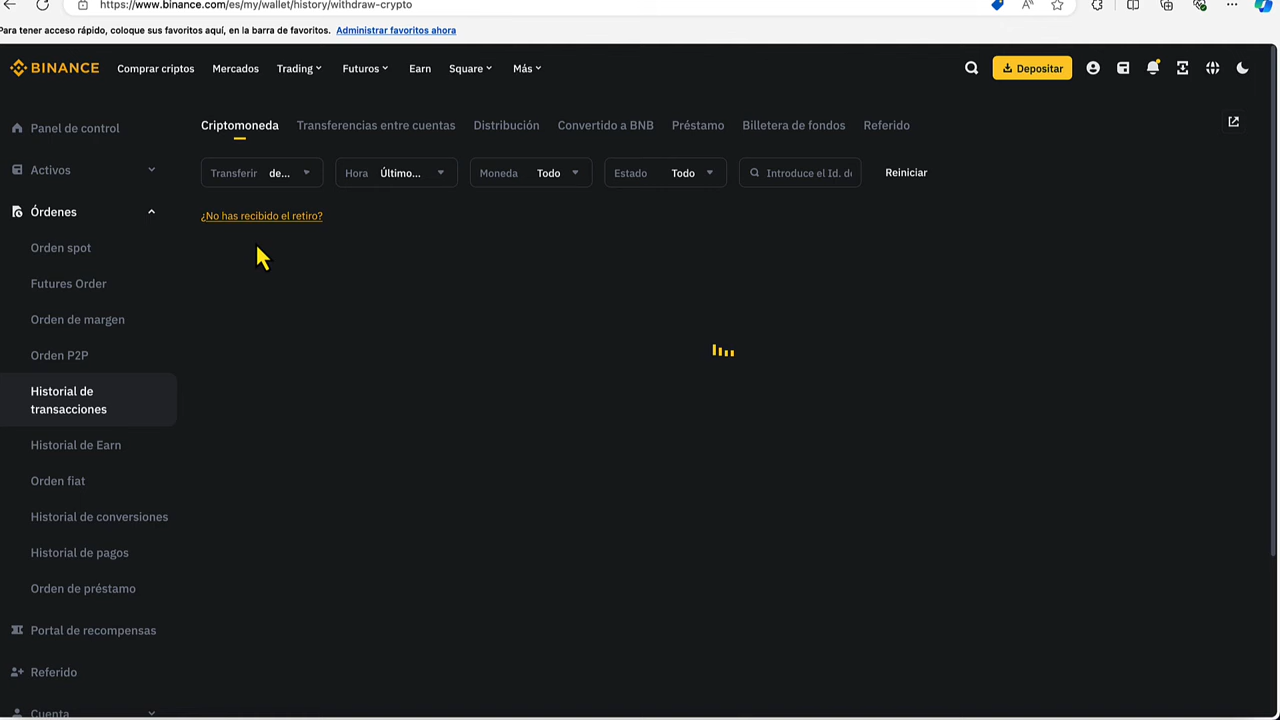 https://www.binance.com/es/my/wallet/history/withdraw-crypto
Para tener acceso rápido, coloque sus favoritos aquí, en la barra de favoritos. Administrar favoritos ahora
BINANCE Comprar criptos Mercados Trading Futuros Earn Square Más Depositar
Criptomoneda Transferencias entre cuentas Distribución Convertido a BNB Préstamo Billetera de fondos Referido
Transferir de... Hora Último... Moneda Todo Estado Todo Introduce el Id. de Reiniciar
¿No has recibido el retiro?
Panel de control
Activos
Órdenes
Orden spot
Futures Order
Orden de margen
Orden P2P
Historial de
transacciones
Historial de Earn
Orden fiat
Historial de conversiones
Historial de pagos
Orden de préstamo
Portal de recompensas
Referido
Cuenta